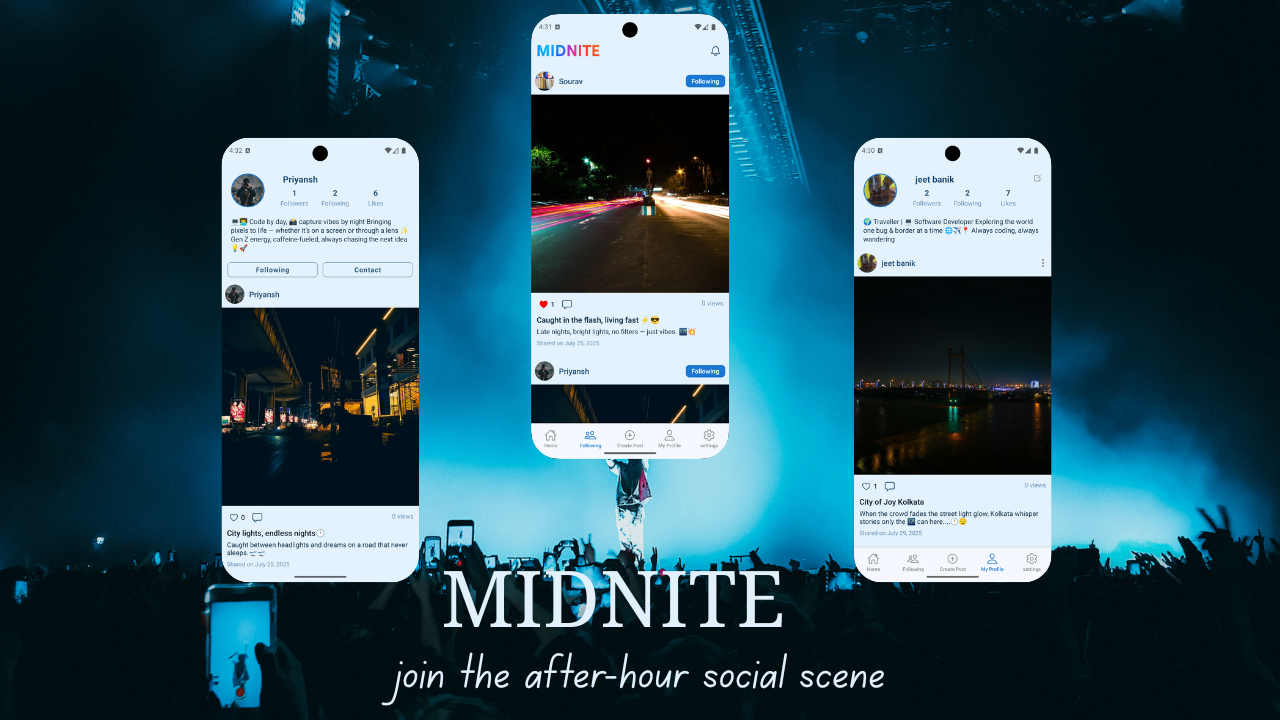 4:32
Priyansh
1 2 6
Followers Following Likes
💻👨‍💻 Code by day, 📸 capture vibes by night Bringing
pixels to life — whether it's on a screen or through a lens ✨
Gen Z energy, caffeine-fueled, always chasing the next idea
💡🚀
Following Contact
Priyansh
0 0 views
City lights, endless nights🕛
Caught between headlights and dreams on a road that never
sleeps.
Shared on July 25, 2025
4:31
MIDNITE
Sourav Following
1 0 views
Caught in the flash, living fast ⚡😎
Late nights, bright lights, no filters — just vibes. 🌃💥
Shared on July 25, 2025
Priyansh Following
Home Following Create Post My Profile settings
4:30
jeet banik
2 2 7
Followers Following Likes
🌍 Traveller | 💻 Software Developer Exploring the world
one bug & border at a time 🌐✈️📍 Always coding, always
wandering
jeet banik
1 0 views
City of Joy Kolkata
When the crowd fades the street light glow, Kolkata whisper
stories only the 🌃 can here....🕛😌
Shared on July 29, 2025
Home Following Create Post My Profile settings
MIDNITE
join the after-hour social scene